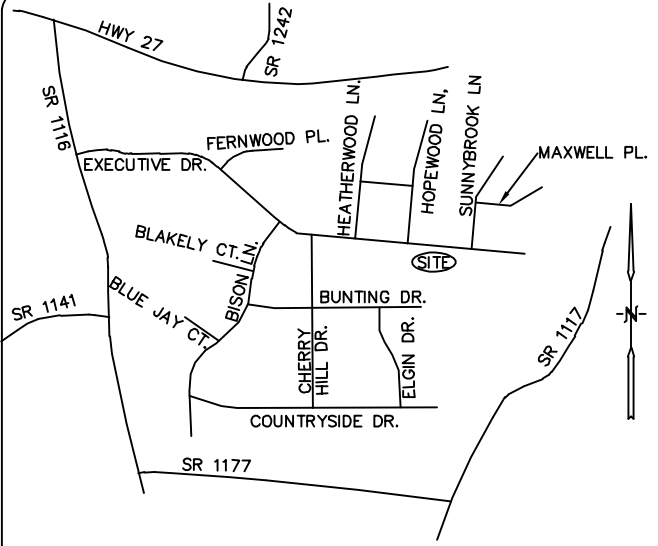 HWY 27
SR 1242
SR 1116
FERNWOOD PL.
EXECUTIVE DR.
HEATHERWOOD LN.
HOPEWOOD LN,
SUNNYBROOK LN
MAXWELL PL.
BLAKELY CT.
BISON LN.
SITE
BLUE JAY CT.
SR 1141
BUNTING DR.
CHERRY
HILL DR.
ELGIN DR.
SR 1117
-N-
COUNTRYSIDE DR.
SR 1177